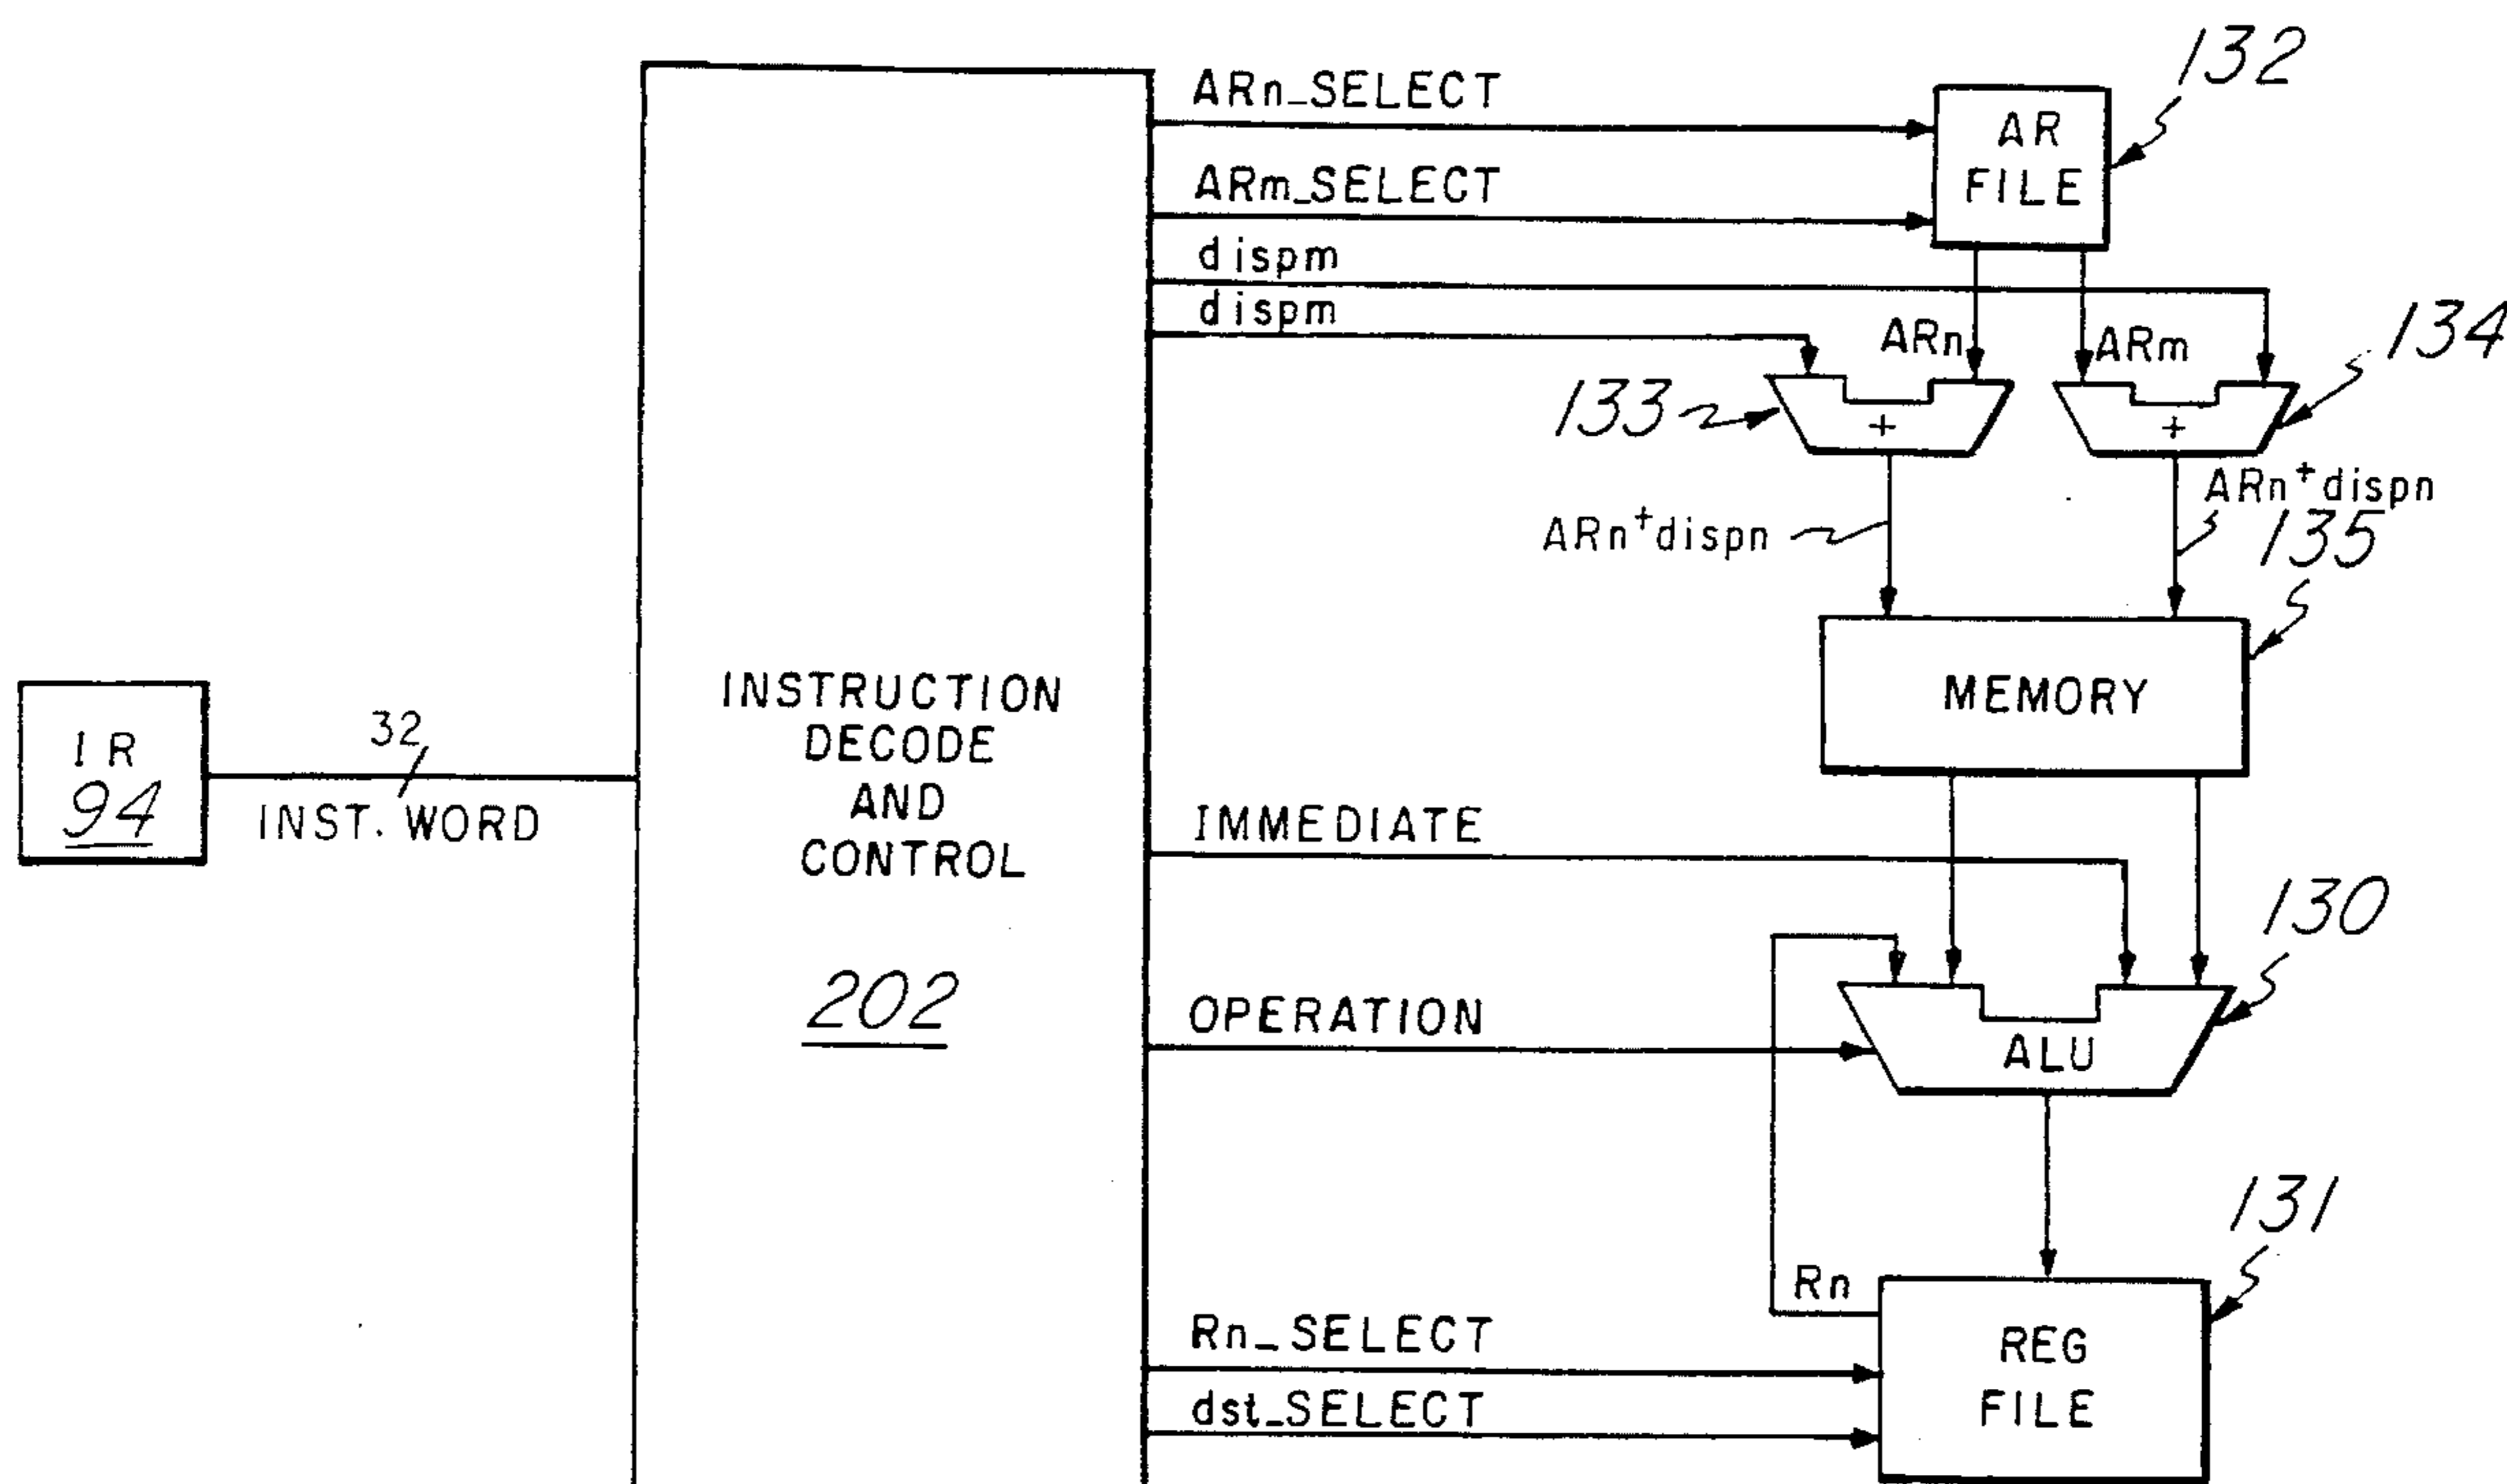 132
ARn_SELECT
AR
FILE
ARm_SELECT
dispm
dispm
ARn
ARm
134
133
+
+
ARn+dispn
ARn+dispn
135
MEMORY
INSTRUCTION
DECODE
AND
CONTROL
202
IR
94
32
INST. WORD
IMMEDIATE
130
OPERATION
ALU
131
Rn
Rn_SELECT
REG
FILE
dst_SELECT